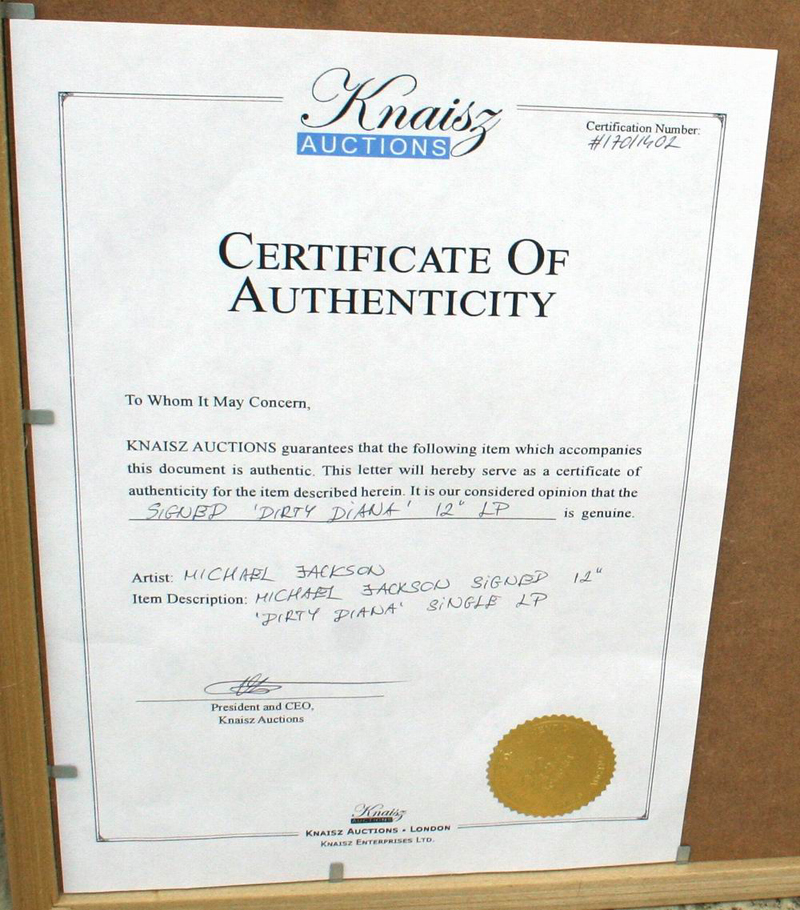 Knaisz
AUCTIONS
Certification Number:
#1701402
CERTIFICATE OF
AUTHENTICITY
To Whom It May Concern,
KNAISZ AUCTIONS guarantees that the following item which accompanies
this document is authentic. This letter will hereby serve as a certificate of
authenticity for the item described herein. It is our considered opinion that the
SIGNED 'DIRTY DIANA' 12" LP is genuine.
Artist: MICHAEL JACKSON
Item Description: MICHAEL JACKSON SIGNED 12"
'DIRTY DIANA' SINGLE LP
President and CEO,
Knaisz Auctions
Knaisz
AUCTIONS
KNAISZ AUCTIONS • LONDON
KNAISZ ENTERPRISES LTD.